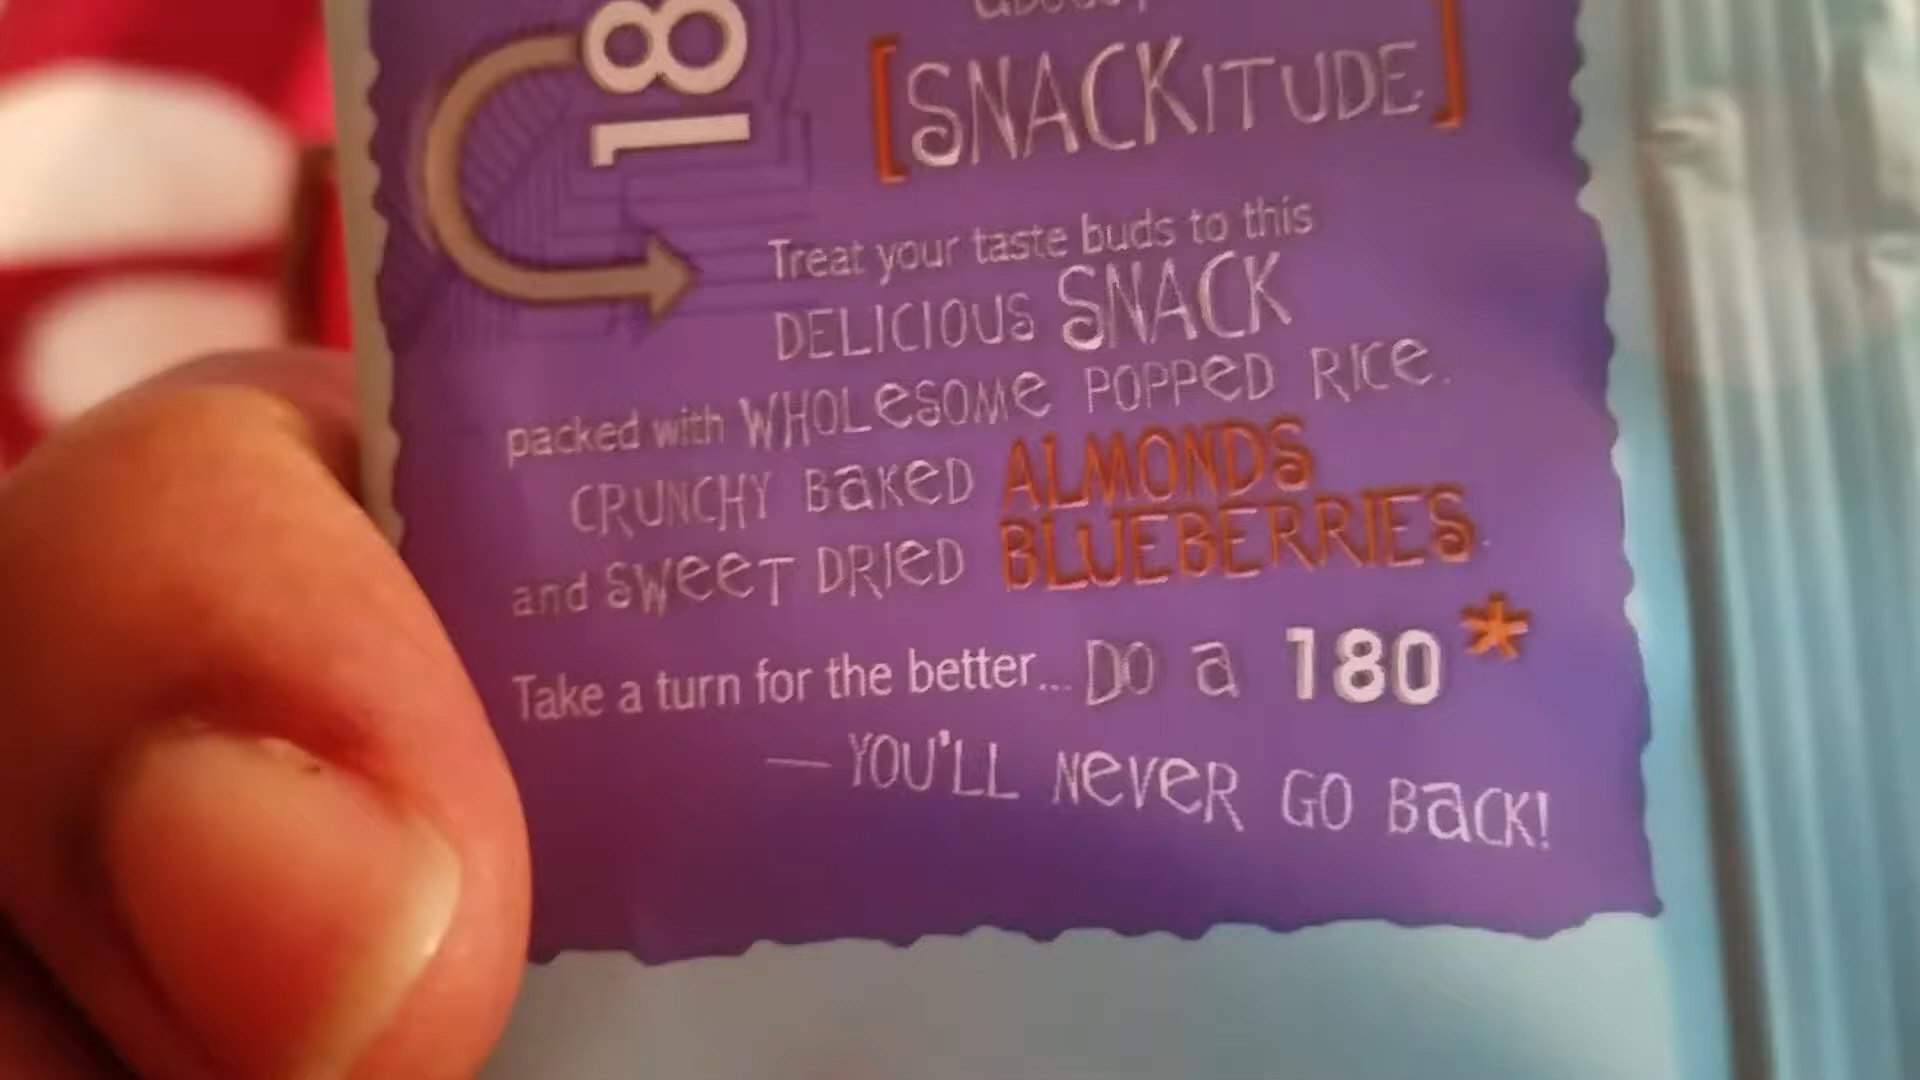 18
[SNACKITUDE]
Treat your taste buds to this
DELICIOUS SNACK
packed with WHOLESOME POPPED RICE.
CRUNCHY BAKED ALMONDS
and SWEET DRIED BLUEBERRIES.
Take a turn for the better... DO a 180*
— YOU'LL NEVER GO BACK!